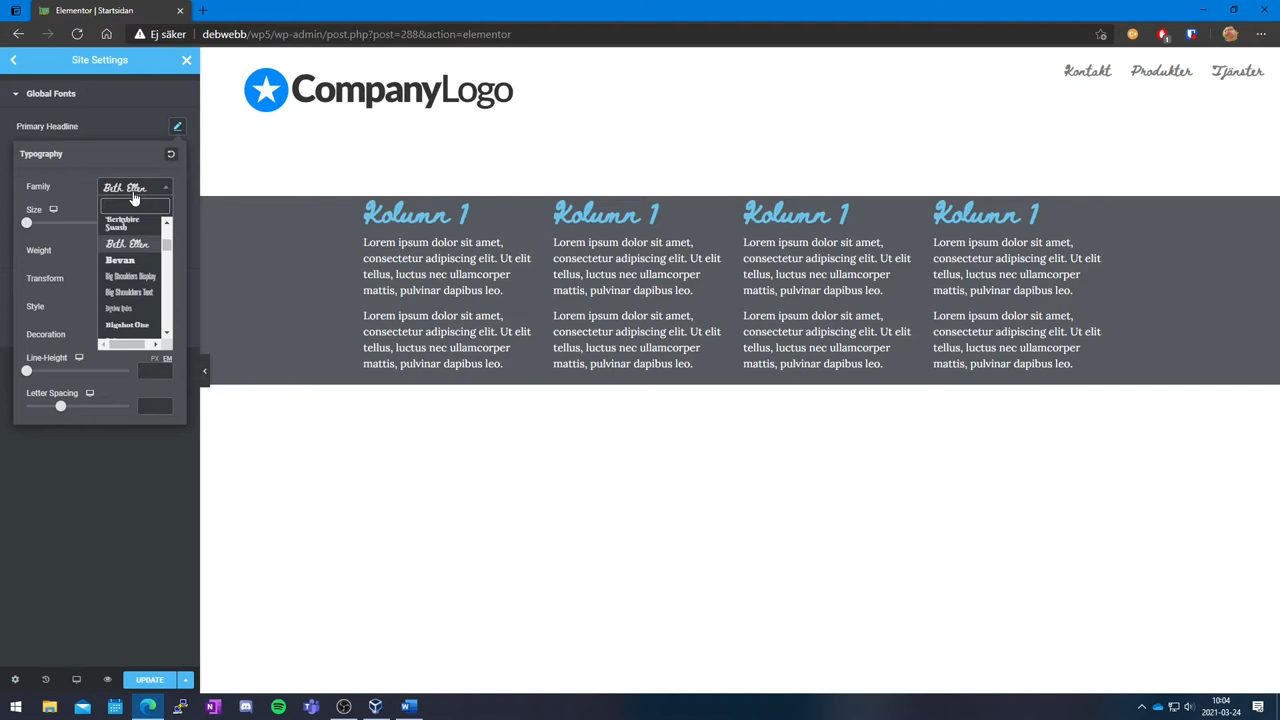 Elementor | Startsidan
Ej säker
debwebb/wp5/wp-admin/post.php?post=288&action=elementor
1
Site Settings
Global Fonts
Primary Headline
Typography
Family
Beth Ellen
Size
Berkshire
Swash
Beth Ellen
Weight
Bevan
Big Shoulders Display
Transform
Big Shoulders Text
Style
Bigshot One
Decoration
Line-Height
PX EM
Letter Spacing
UPDATE
CompanyLogo
Kontakt Produkter Tjänster
Kolumn 1
Lorem ipsum dolor sit amet,
consectetur adipiscing elit. Ut elit
tellus, luctus nec ullamcorper
mattis, pulvinar dapibus leo.
Lorem ipsum dolor sit amet,
consectetur adipiscing elit. Ut elit
tellus, luctus nec ullamcorper
mattis, pulvinar dapibus leo.
Kolumn 1
Lorem ipsum dolor sit amet,
consectetur adipiscing elit. Ut elit
tellus, luctus nec ullamcorper
mattis, pulvinar dapibus leo.
Lorem ipsum dolor sit amet,
consectetur adipiscing elit. Ut elit
tellus, luctus nec ullamcorper
mattis, pulvinar dapibus leo.
Kolumn 1
Lorem ipsum dolor sit amet,
consectetur adipiscing elit. Ut elit
tellus, luctus nec ullamcorper
mattis, pulvinar dapibus leo.
Lorem ipsum dolor sit amet,
consectetur adipiscing elit. Ut elit
tellus, luctus nec ullamcorper
mattis, pulvinar dapibus leo.
Kolumn 1
Lorem ipsum dolor sit amet,
consectetur adipiscing elit. Ut elit
tellus, luctus nec ullamcorper
mattis, pulvinar dapibus leo.
Lorem ipsum dolor sit amet,
consectetur adipiscing elit. Ut elit
tellus, luctus nec ullamcorper
mattis, pulvinar dapibus leo.
10:04
2021-03-24